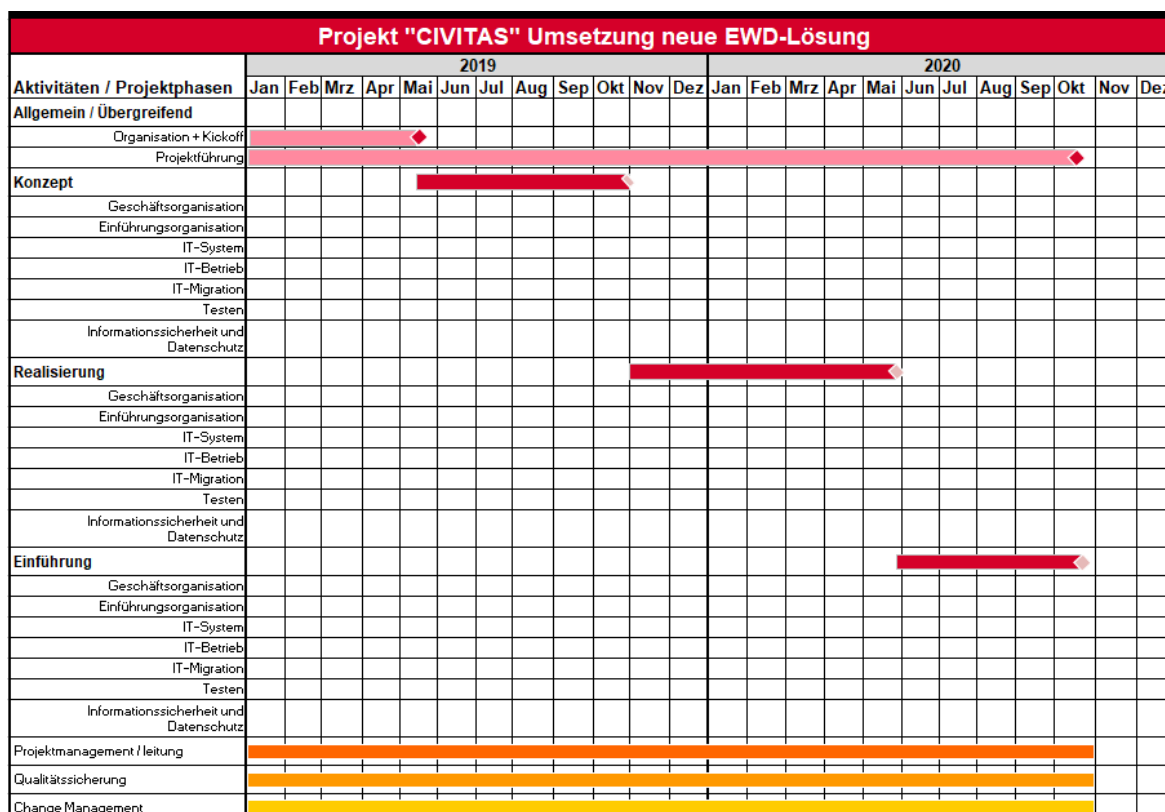 Projekt "CIVITAS" Umsetzung neue EWD-Lösung
2019 2020
Aktivitäten / Projektphasen Jan Feb Mrz Apr Mai Jun Jul Aug Sep Okt Nov Dez Jan Feb Mrz Apr Mai Jun Jul Aug Sep Okt Nov Dez
Allgemein / Übergreifend
Organisation + Kickoff
Projektführung
Konzept
Geschäftsorganisation
Einführungsorganisation
IT-System
IT-Betrieb
IT-Migration
Testen
Informationssicherheit und
Datenschutz
Realisierung
Geschäftsorganisation
Einführungsorganisation
IT-System
IT-Betrieb
IT-Migration
Testen
Informationssicherheit und
Datenschutz
Einführung
Geschäftsorganisation
Einführungsorganisation
IT-System
IT-Betrieb
IT-Migration
Testen
Informationssicherheit und
Datenschutz
Projektmanagement / leitung
Qualitätssicherung
Change Management